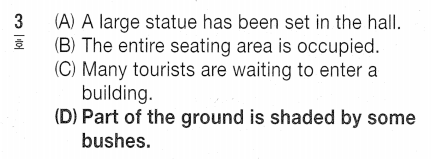 3 (A) A large statue has been set in the hall.
호 (B) The entire seating area is occupied.
(C) Many tourists are waiting to enter a
building.
(D) Part of the ground is shaded by some
bushes.